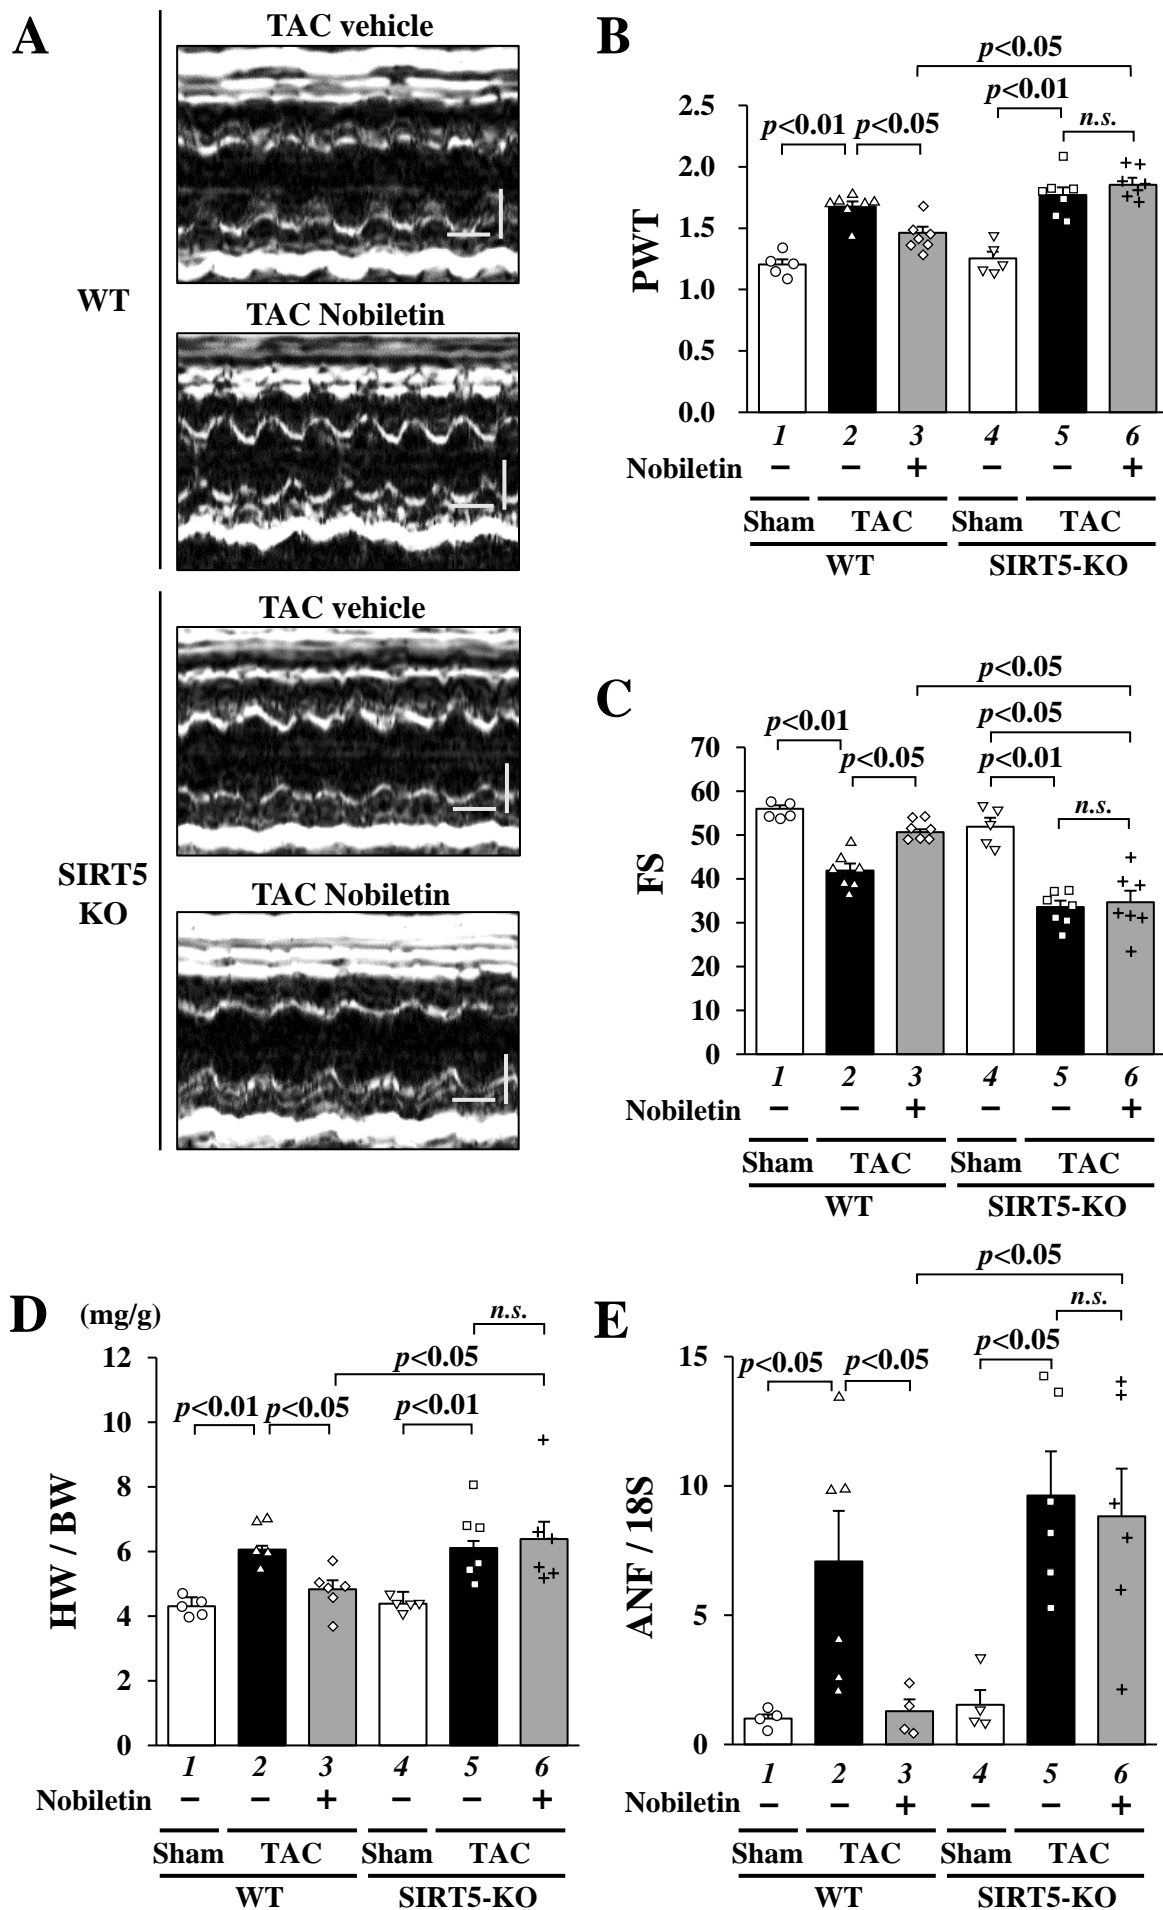 A
TAC vehicle
WT
TAC Nobiletin
TAC vehicle
SIRT5
KO
TAC Nobiletin
B
p<0.05
p<0.01
p<0.01 p<0.05 n.s.
2.5
2.0
1.5
1.0
0.5
0.0
PWT
1 2 3 4 5 6
Nobiletin − − + − − +
Sham TAC Sham TAC
WT SIRT5-KO
C
p<0.05
p<0.05
p<0.01
p<0.05 p<0.01
n.s.
70
60
50
40
30
20
10
0
FS
1 2 3 4 5 6
Nobiletin − − + − − +
Sham TAC Sham TAC
WT SIRT5-KO
D (mg/g)
n.s.
p<0.05
p<0.01 p<0.05 p<0.01
12
10
8
6
4
2
0
HW / BW
1 2 3 4 5 6
Nobiletin − − + − − +
Sham TAC Sham TAC
WT SIRT5-KO
E
p<0.05
n.s.
p<0.05
p<0.05 p<0.05
15
10
5
0
ANF / 18S
1 2 3 4 5 6
Nobiletin − − + − − +
Sham TAC Sham TAC
WT SIRT5-KO